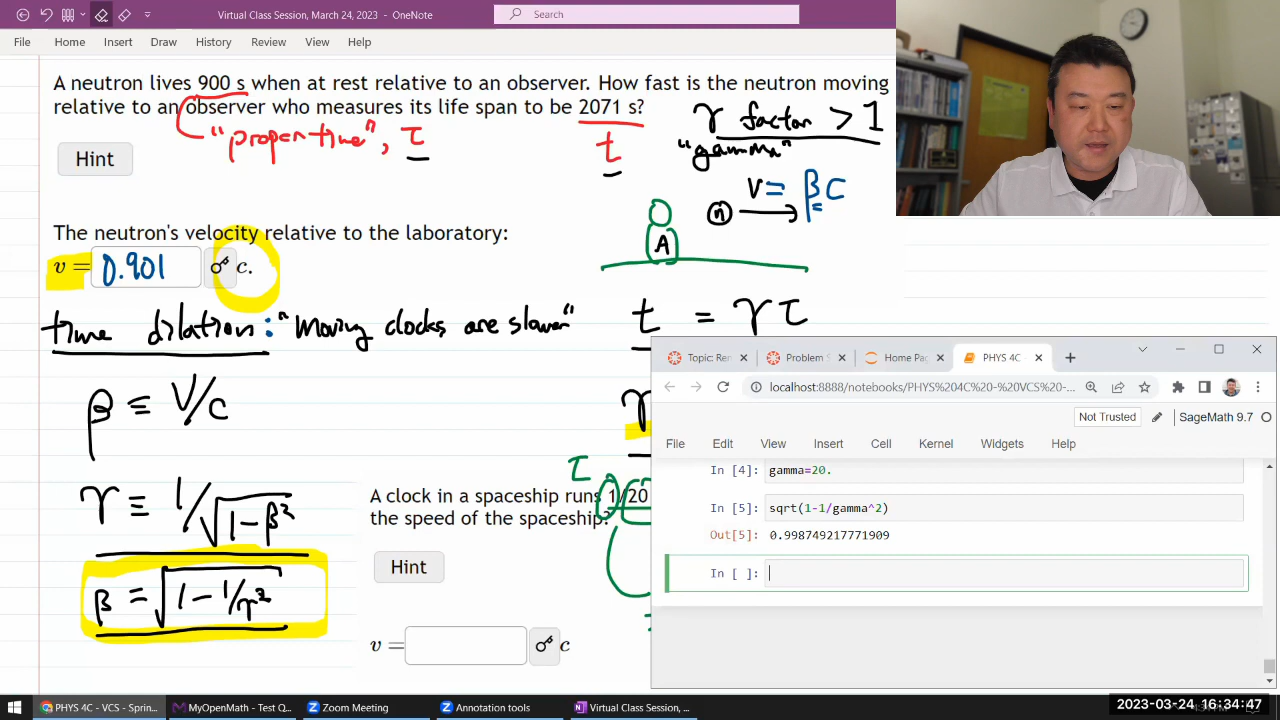 Virtual Class Session, March 24, 2023 - OneNote
Search
File Home Insert Draw History Review View Help
A neutron lives 900 s when at rest relative to an observer. How fast is the neutron moving
relative to an observer who measures its life span to be 2071 s?
"proper time", τ
t
γ factor > 1
"gamma"
Hint
v = βc
n
A
The neutron's velocity relative to the laboratory:
v = 0.901 c.
time dilation: "Moving clocks are slower"
t = γτ
β ≡ v/c
γ
τ
γ ≡ 1/√1-β²
β = √1-1/γ²
A clock in a spaceship runs 1/20
the speed of the spaceship?
Hint
v = c
Topic: Rer
Problem S
Home Pag
PHYS 4C -
localhost:8888/notebooks/PHYS%204C%20-%20VCS%20-...
Not Trusted
SageMath 9.7
File Edit View Insert Cell Kernel Widgets Help
In [4]: gamma=20.
In [5]: sqrt(1-1/gamma^2)
Out[5]: 0.998749217771909
In [ ]:
PHYS 4C - VCS - Sprin...
MyOpenMath - Test Q...
Zoom Meeting
Annotation tools
Virtual Class Session, ...
2023-03-24 16:34:47